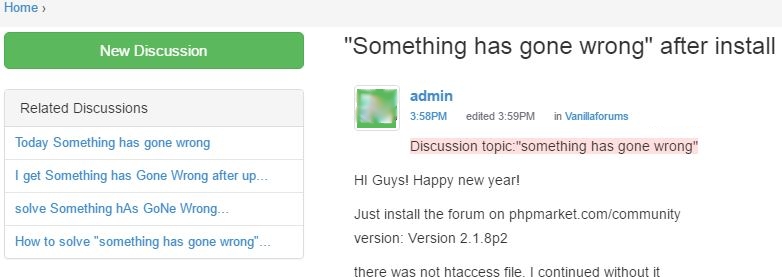 Home ›
New Discussion
Related Discussions
Today Something has gone wrong
I get Something has Gone Wrong after up...
solve Something hAs GoNe Wrong...
How to solve "something has gone wrong"...
"Something has gone wrong" after install
admin
3:58PM edited 3:59PM in Vanillaforums
Discussion topic:"something has gone wrong"
HI Guys! Happy new year!
Just install the forum on phpmarket.com/community
version: Version 2.1.8p2
there was not htaccess file. I continued without it